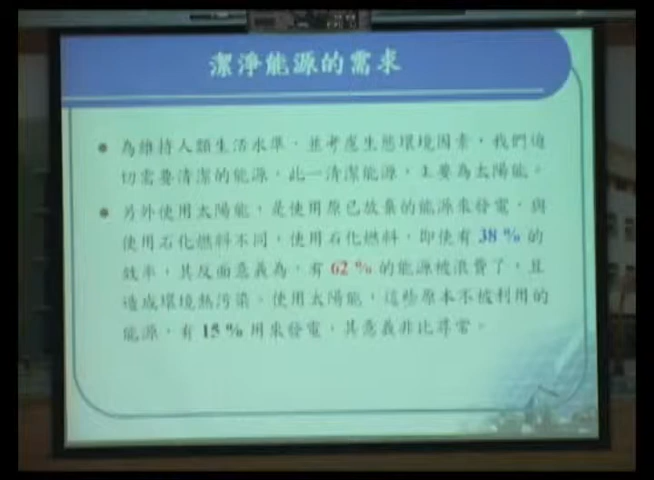 潔淨能源的需求
• 為維持人類生活水準，並考慮生態環境因素，我們迫
切需要清潔的能源，此一清潔能源，主要為太陽能。
• 另外使用太陽能，是使用原已放棄的能源來發電，與
使用石化燃料不同，使用石化燃料，即使有 38 % 的
效率，其反面意義為，有 62 % 的能源被浪費了，且
造成環境熱污染。使用太陽能，這些原本不被利用的
能源，有 15 % 用來發電，其意義非比尋常。